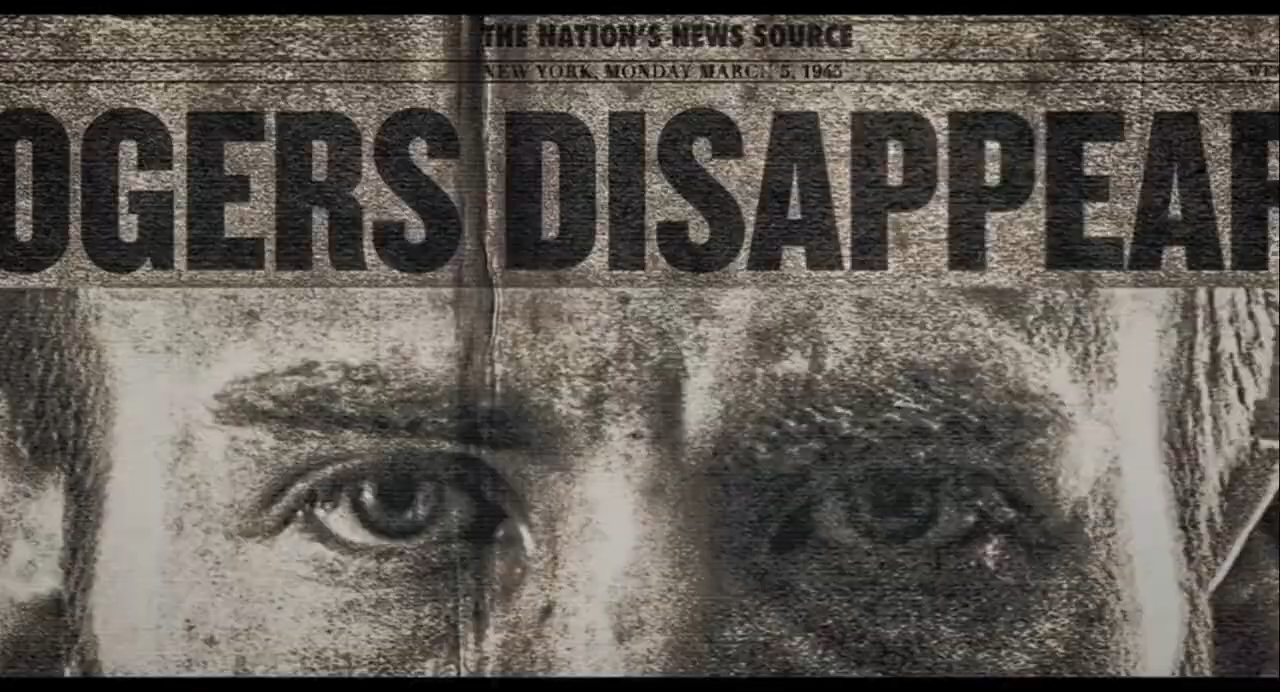 THE NATION'S NEWS SOURCE
NEW YORK, MONDAY MARCH 5, 1945
OGERS DISAPPEAR